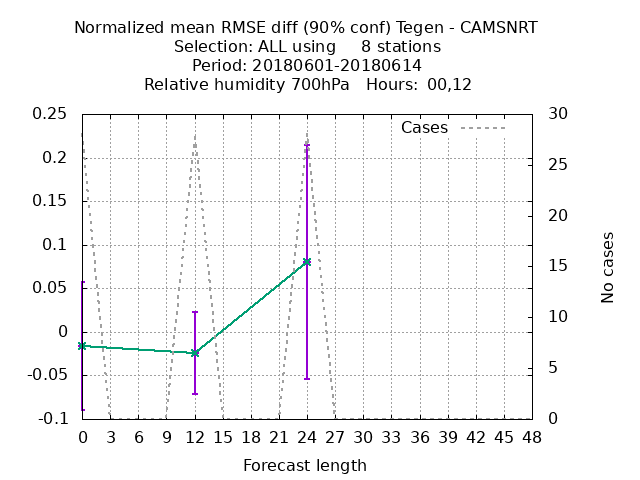 Normalized mean RMSE diff (90% conf) Tegen - CAMSNRT
Selection: ALL using     8 stations
Period: 20180601-20180614
Relative humidity 700hPa   Hours:  00,12
Cases
0.25
0.2
0.15
0.1
0.05
0
-0.05
-0.1
30
25
20
15
10
5
0
No cases
0 3 6 9 12 15 18 21 24 27 30 33 36 39 42 45 48
Forecast length